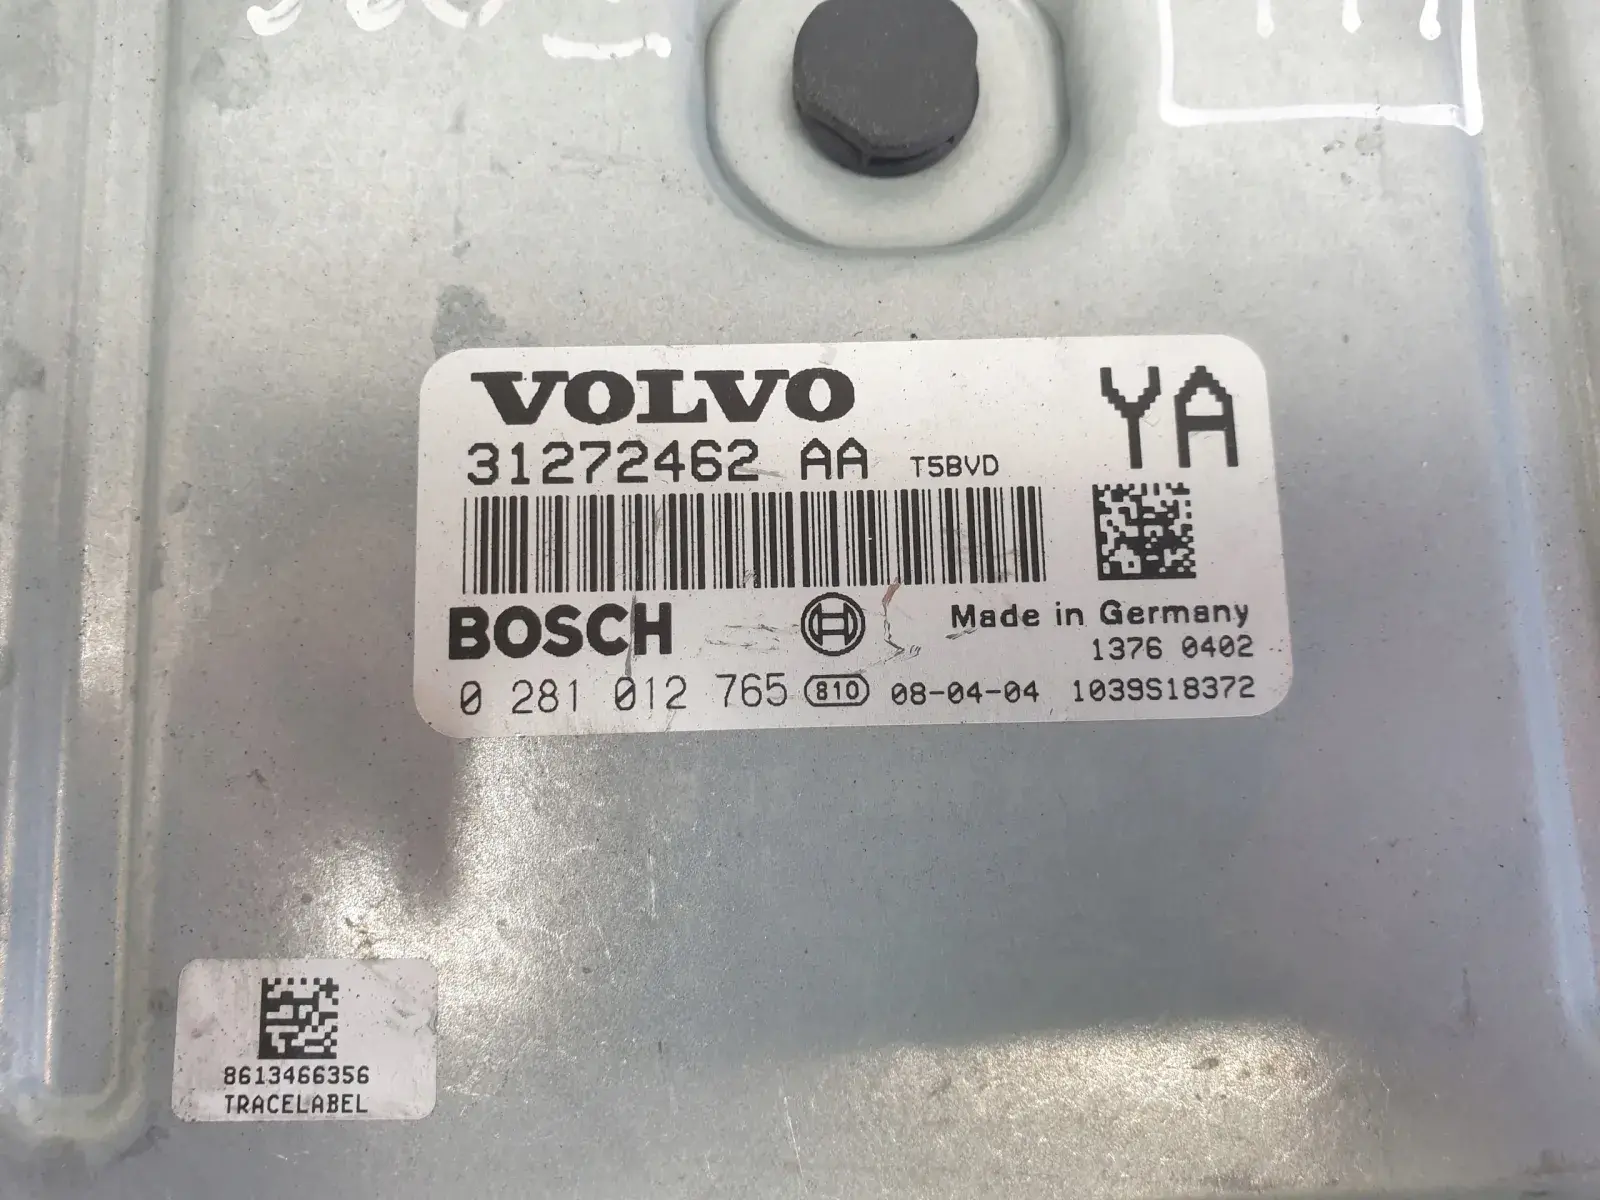 VOLVO YA
31272462 AA T5BVD
BOSCH Made in Germany
1376 0402
0 281 012 765 810 08-04-04 1039S18372
8613466356
TRACELABEL